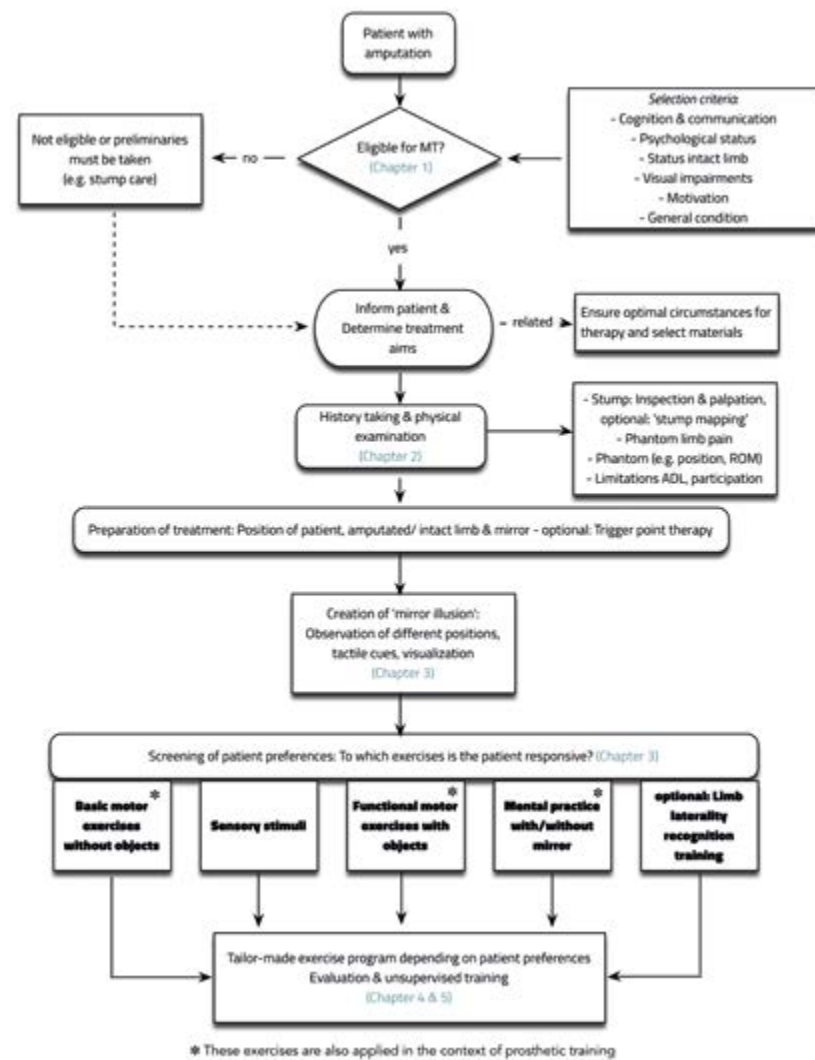 Patient with
amputation
Selection criteria
- Cognition & communication
- Psychological status
- Status intact limb
- Visual impairments
- Motivation
- General condition
Eligible for MT?
(Chapter 1)
no
Not eligible or preliminaries
must be taken
(e.g. stump care)
yes
Inform patient &
Determine treatment
aims
related
Ensure optimal circumstances for
therapy and select materials
History taking & physical
examination
(Chapter 2)
- Stump: Inspection & palpation,
optional: 'stump mapping'
- Phantom limb pain
- Phantom (e.g. position, ROM)
- Limitations ADL, participation
Preparation of treatment: Position of patient, amputated/ intact limb & mirror - optional: Trigger point therapy
Creation of 'mirror illusion':
Observation of different positions,
tactile cues, visualization
(Chapter 3)
Screening of patient preferences: To which exercises is the patient responsive? (Chapter 3)
Basic motor *
exercises
without objects
Sensory stimuli
Functional motor *
exercises with
objects
Mental practice *
with/without
mirror
optional: Limb
laterality
recognition
training
Tailor-made exercise program depending on patient preferences
Evaluation & unsupervised training
(Chapter 4 & 5)
* These exercises are also applied in the context of prosthetic training